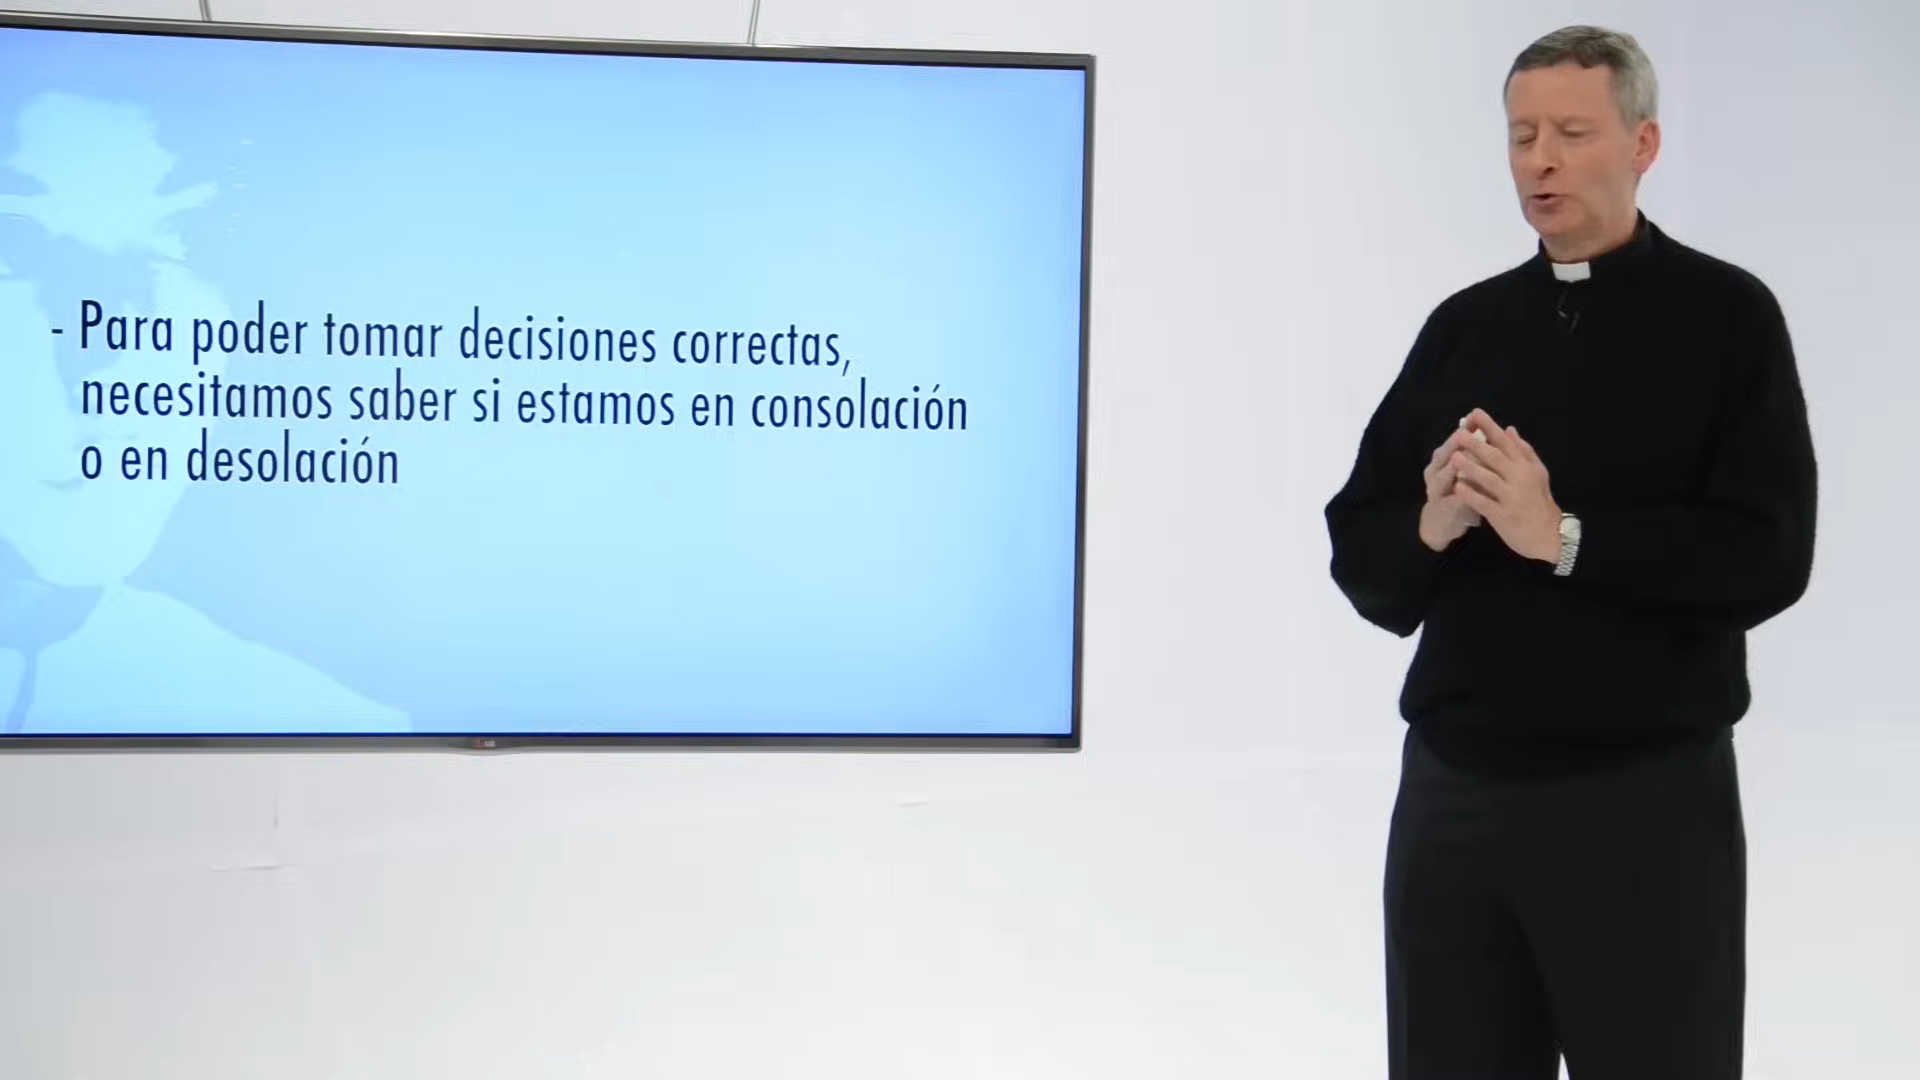 - Para poder tomar decisiones correctas,
necesitamos saber si estamos en consolación
o en desolación